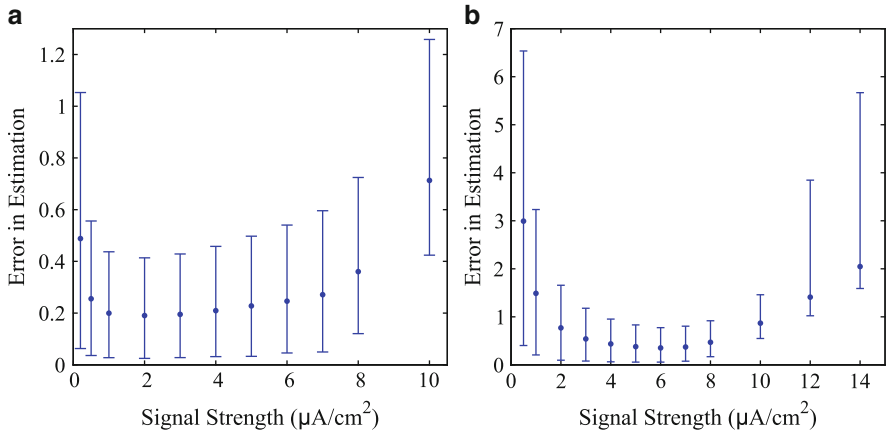 a
1.2
1
0.8
0.6
0.4
0.2
0
Error in Estimation
0 2 4 6 8 10
Signal Strength (μA/cm²)
b
7
6
5
4
3
2
1
0
Error in Estimation
0 2 4 6 8 10 12 14
Signal Strength (μA/cm²)